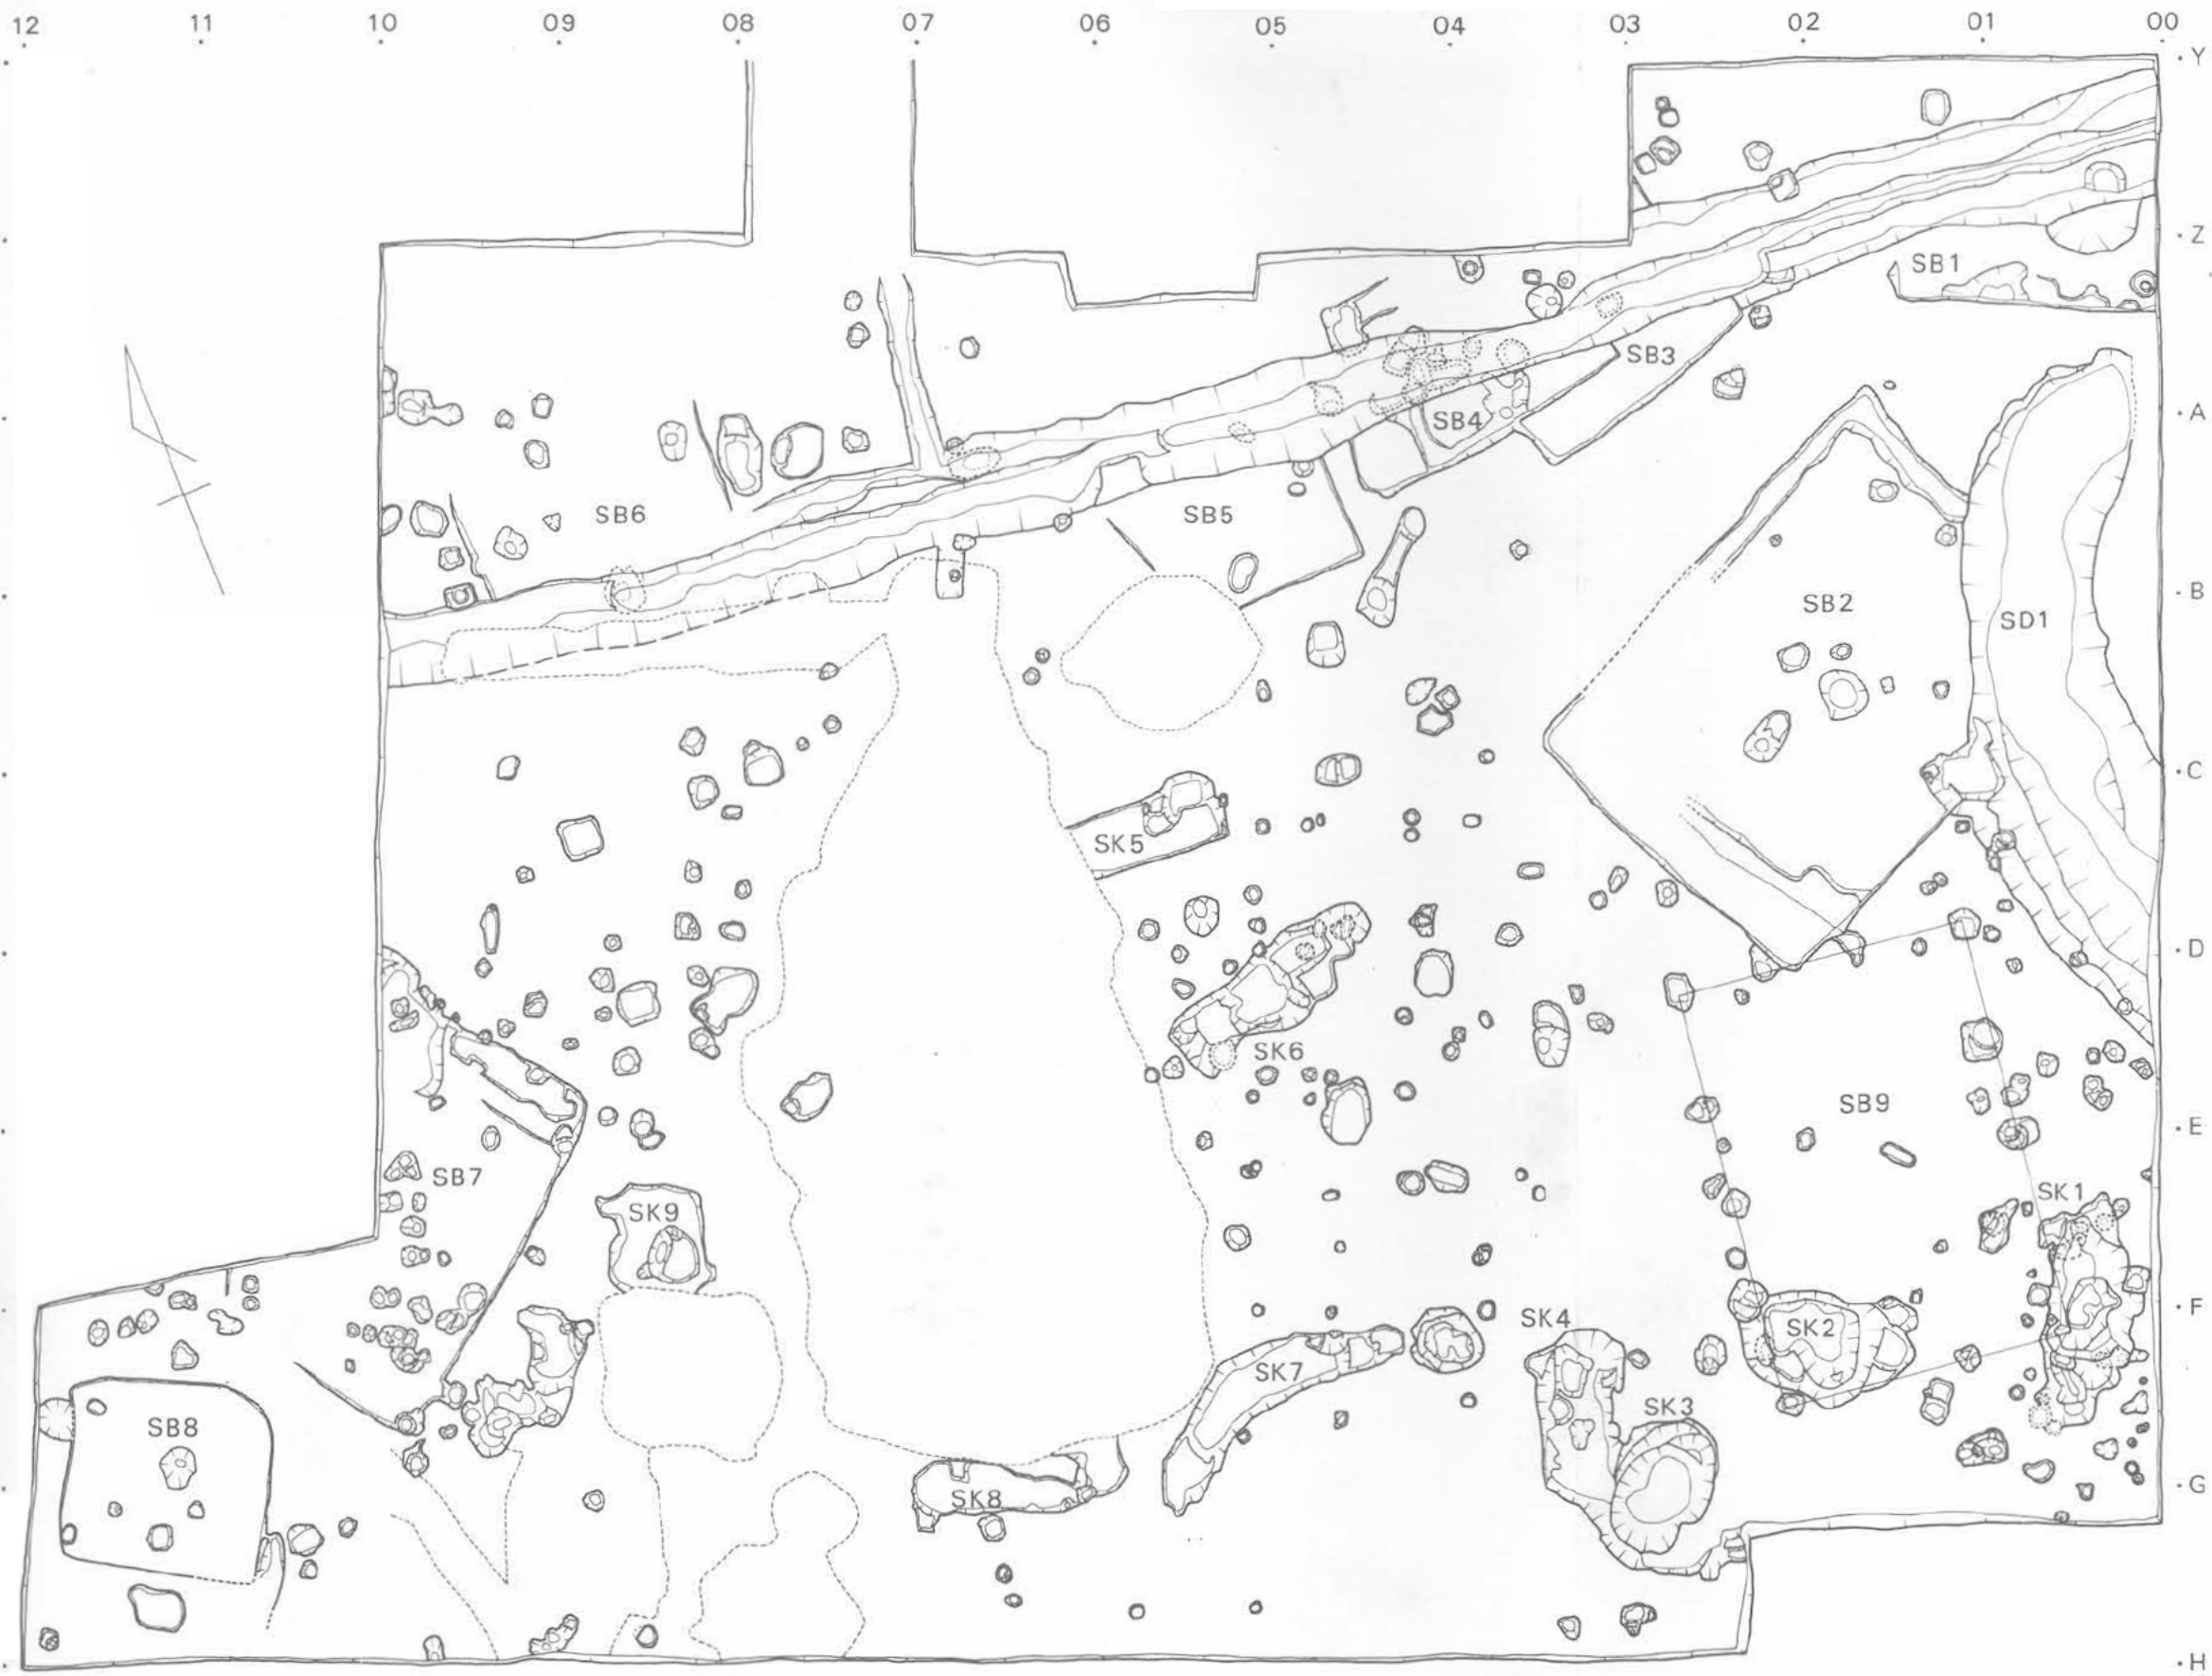 12 11 10 09 08 07 06 05 04 03 02 01 00
Y
Z
SB1
SB3
A
SB4
SB6
SB5
B
SB2
SD1
C
SK5
D
SK6
SB9
E
SB7
SK1
SK9
F
SK4
SK2
SK7
SK3
SB8
G
SK8
H